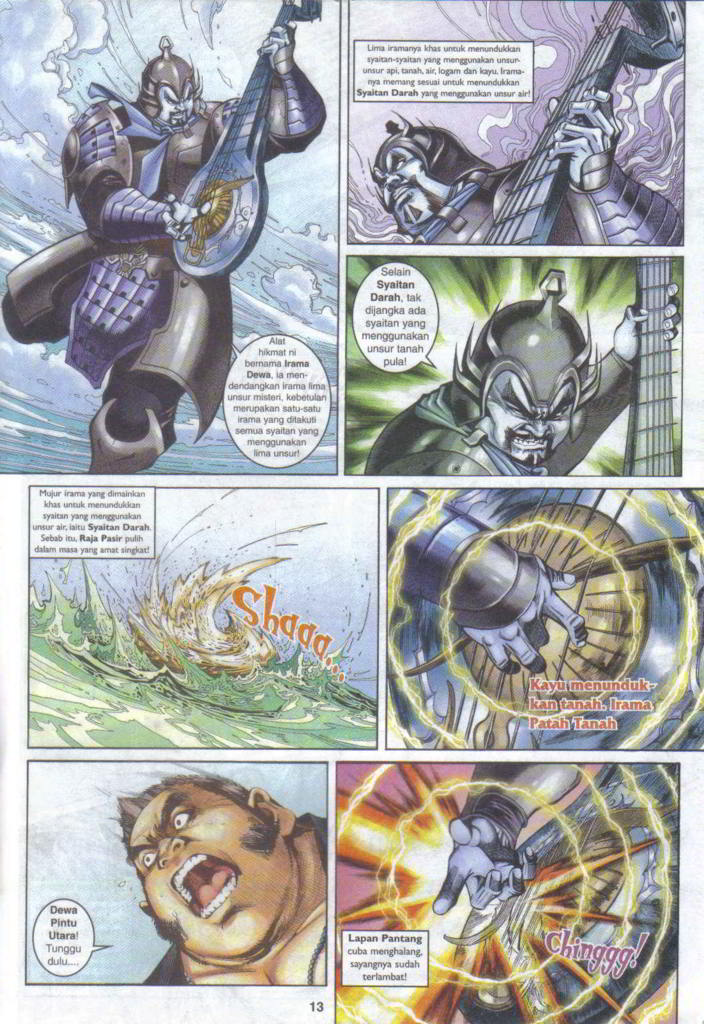 Alat
hikmat ni
bernama Irama
Dewa, ia men-
dendangkan irama lima
unsur misteri, kebetulan
merupakan satu-satu
irama yang ditakuti
semua syaitan yang
menggunakan
lima unsur!
Lima iramanya khas untuk menundukkan
syaitan-syaitan yang menggunakan unsur-
unsur api, tanah, air, logam dan kayu. Irama-
nya memang sesuai untuk menundukkan
Syaitan Darah yang menggunakan unsur air!
Selain
Syaitan
Darah, tak
dijangka ada
syaitan yang
menggunakan
unsur tanah
pula!
Mujur irama yang dimainkan
khas untuk menundukkan
syaitan yang menggunakan
unsur air, iaitu Syaitan Darah.
Sebab itu, Raja Pasir pulih
dalam masa yang amat singkat!
Shaaa...
Kayu menunduk-
kan tanah. Irama
Patah Tanah
Dewa
Pintu
Utara!
Tunggu
dulu....
Lapan Pantang
cuba menghalang,
sayangnya sudah
terlambat!
Chinggg!
13